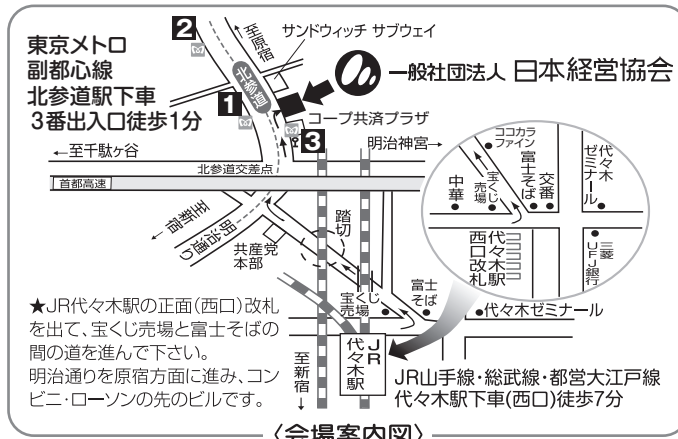 東京メトロ
副都心線
北参道駅下車
3番出入口徒歩1分
2
至原宿
サンドウィッチ サブウェイ
北参道
一般社団法人 日本経営協会
1
コープ共済プラザ
3
←至千駄ヶ谷
明治神宮→
北参道交差点
首都高速
至新宿
明治通り
共産党
本部
踏切
宝くじ
売場
富士
そば
代々木ゼミナール
ココカラ
ファイン
中華
宝くじ
売場
富士そば
交番
代々木
ゼミナール
代々木駅
西口改札
三菱
UFJ銀行
★JR代々木駅の正面(西口)改札
を出て、宝くじ売場と富士そばの
間の道を進んで下さい。
明治通りを原宿方面に進み、コン
ビニ・ローソンの先のビルです。
至新宿
↓
JR
代々木駅
JR山手線・総武線・都営大江戸線
代々木駅下車(西口)徒歩7分
〈会場案内図〉